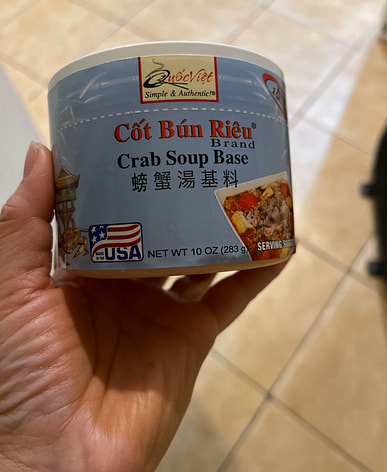 QuốcViệt
Simple & Authentic!®
Cốt Bún Riêu®
Brand
Crab Soup Base
螃蟹湯基料
USA
NET WT 10 OZ (283 g)
SERVING